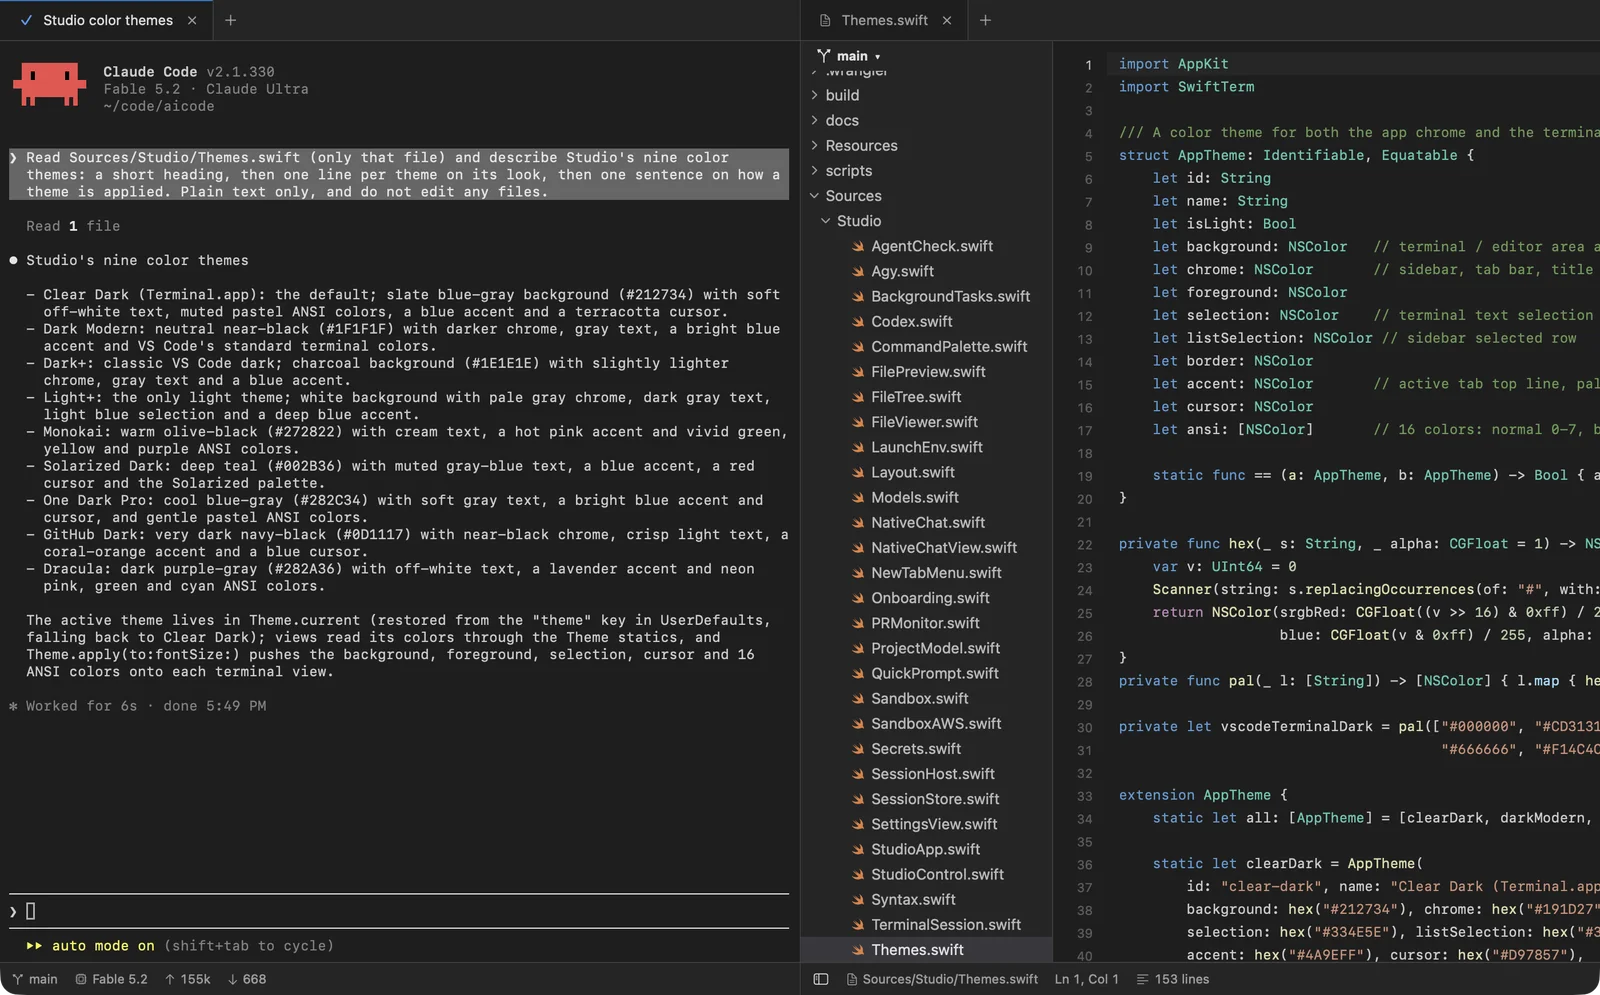 Studio color themes
Claude Code v2.1.330
Fable 5.2 · Claude Ultra
~/code/aicode
❯ Read Sources/Studio/Themes.swift (only that file) and describe Studio's nine color
themes: a short heading, then one line per theme on its look, then one sentence on how a
theme is applied. Plain text only, and do not edit any files.
Read 1 file
● Studio's nine color themes
– Clear Dark (Terminal.app): the default; slate blue-gray background (#212734) with soft
off-white text, muted pastel ANSI colors, a blue accent and a terracotta cursor.
– Dark Modern: neutral near-black (#1F1F1F) with darker chrome, gray text, a bright blue
accent and VS Code's standard terminal colors.
– Dark+: classic VS Code dark; charcoal background (#1E1E1E) with slightly lighter
chrome, gray text and a blue accent.
– Light+: the only light theme; white background with pale gray chrome, dark gray text,
light blue selection and a deep blue accent.
– Monokai: warm olive-black (#272822) with cream text, a hot pink accent and vivid green,
yellow and purple ANSI colors.
– Solarized Dark: deep teal (#002B36) with muted gray-blue text, a blue accent, a red
cursor and the Solarized palette.
– One Dark Pro: cool blue-gray (#282C34) with soft gray text, a bright blue accent and
cursor, and gentle pastel ANSI colors.
– GitHub Dark: very dark navy-black (#0D1117) with near-black chrome, crisp light text, a
coral-orange accent and a blue cursor.
– Dracula: dark purple-gray (#282A36) with off-white text, a lavender accent and neon
pink, green and cyan ANSI colors.
The active theme lives in Theme.current (restored from the "theme" key in UserDefaults,
falling back to Clear Dark); views read its colors through the Theme statics, and
Theme.apply(to:fontSize:) pushes the background, foreground, selection, cursor and 16
ANSI colors onto each terminal view.
✻ Worked for 6s · done 5:49 PM
❯
⏵⏵ auto mode on (shift+tab to cycle)
main Fable 5.2 ↑ 155k ↓ 668
Themes.swift
main
.wrangler
build
docs
Resources
scripts
Sources
Studio
AgentCheck.swift
Agy.swift
BackgroundTasks.swift
Codex.swift
CommandPalette.swift
FilePreview.swift
FileTree.swift
FileViewer.swift
LaunchEnv.swift
Layout.swift
Models.swift
NativeChat.swift
NativeChatView.swift
NewTabMenu.swift
Onboarding.swift
PRMonitor.swift
ProjectModel.swift
QuickPrompt.swift
Sandbox.swift
SandboxAWS.swift
Secrets.swift
SessionHost.swift
SessionStore.swift
SettingsView.swift
StudioApp.swift
StudioControl.swift
Syntax.swift
TerminalSession.swift
Themes.swift
1 import AppKit
2 import SwiftTerm
3
4 /// A color theme for both the app chrome and the termina
5 struct AppTheme: Identifiable, Equatable {
6 let id: String
7 let name: String
8 let isLight: Bool
9 let background: NSColor // terminal / editor area a
10 let chrome: NSColor // sidebar, tab bar, title
11 let foreground: NSColor
12 let selection: NSColor // terminal text selection
13 let listSelection: NSColor // sidebar selected row
14 let border: NSColor
15 let accent: NSColor // active tab top line, pal
16 let cursor: NSColor
17 let ansi: [NSColor] // 16 colors: normal 0–7, b
18
19 static func == (a: AppTheme, b: AppTheme) -> Bool { a
20 }
21
22 private func hex(_ s: String, _ alpha: CGFloat = 1) -> NS
23 var v: UInt64 = 0
24 Scanner(string: s.replacingOccurrences(of: "#", with:
25 return NSColor(srgbRed: CGFloat((v >> 16) & 0xff) / 2
26 blue: CGFloat(v & 0xff) / 255, alpha:
27 }
28 private func pal(_ l: [String]) -> [NSColor] { l.map { he
29
30 private let vscodeTerminalDark = pal(["#000000", "#CD3131
31 "#666666", "#F14C4C
32
33 extension AppTheme {
34 static let all: [AppTheme] = [clearDark, darkModern,
35
36 static let clearDark = AppTheme(
37 id: "clear-dark", name: "Clear Dark (Terminal.app
38 background: hex("#212734"), chrome: hex("#191D27"
39 selection: hex("#334E5E"), listSelection: hex("#3
40 accent: hex("#4A9EFF"), cursor: hex("#D97857"),
Sources/Studio/Themes.swift Ln 1, Col 1 153 lines